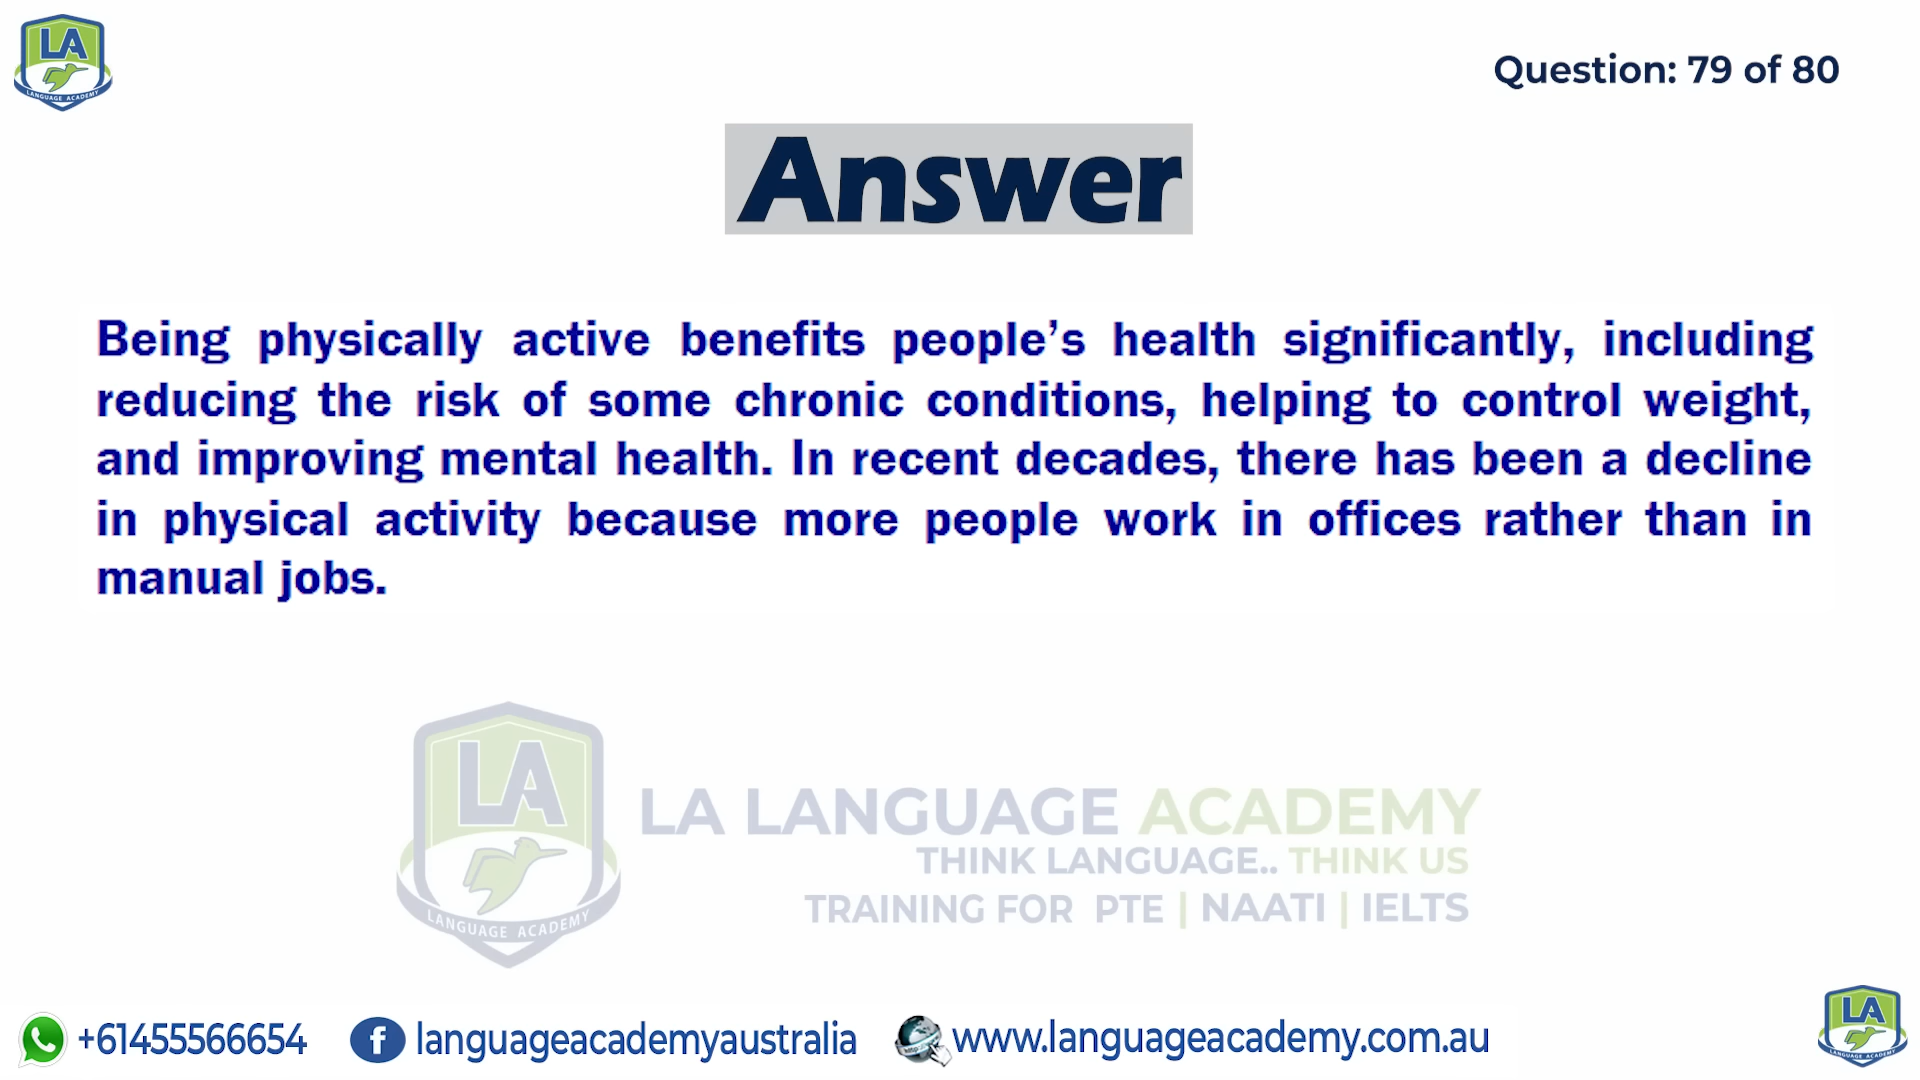 LA
LANGUAGE ACADEMY
Question: 79 of 80
Answer
Being physically active benefits people’s health significantly, including
reducing the risk of some chronic conditions, helping to control weight,
and improving mental health. In recent decades, there has been a decline
in physical activity because more people work in offices rather than in
manual jobs.
LA
LANGUAGE ACADEMY
LA LANGUAGE ACADEMY
THINK LANGUAGE.. THINK US
TRAINING FOR PTE | NAATI | IELTS
+61455566654
f
languageacademyaustralia
http
www.languageacademy.com.au
LA
LANGUAGE ACADEMY